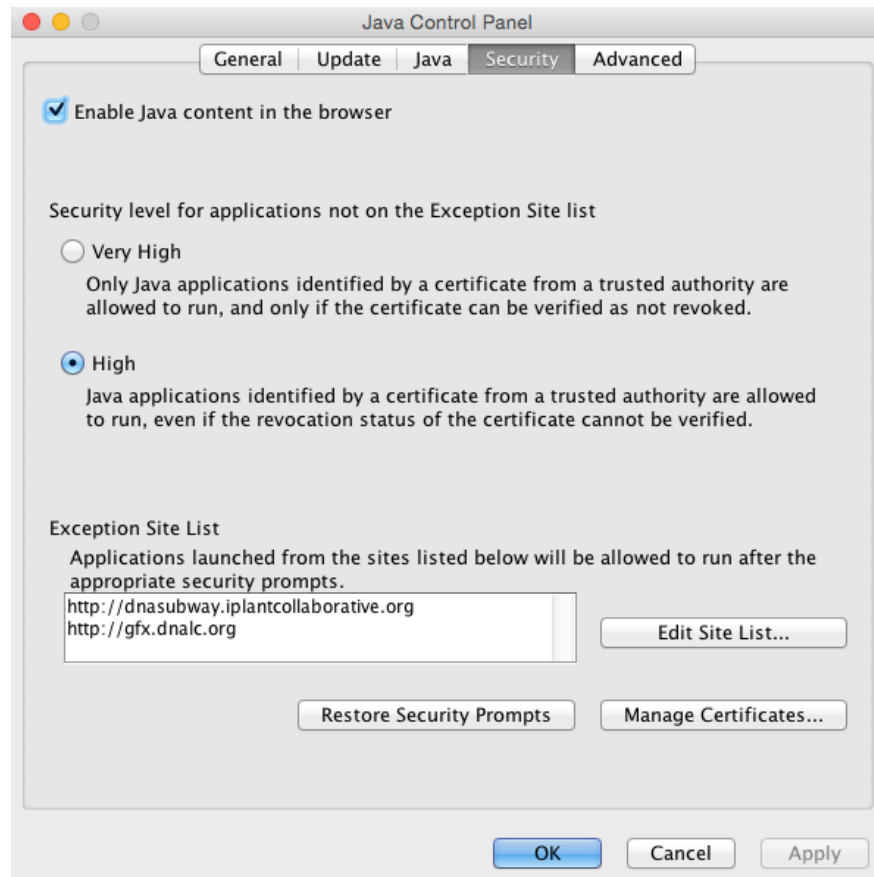 Java Control Panel
General Update Java Security Advanced
Enable Java content in the browser
Security level for applications not on the Exception Site list
Very High
Only Java applications identified by a certificate from a trusted authority are
allowed to run, and only if the certificate can be verified as not revoked.
High
Java applications identified by a certificate from a trusted authority are allowed
to run, even if the revocation status of the certificate cannot be verified.
Exception Site List
Applications launched from the sites listed below will be allowed to run after the
appropriate security prompts.
http://dnasubway.iplantcollaborative.org
http://gfx.dnalc.org
Edit Site List...
Restore Security Prompts Manage Certificates...
OK Cancel Apply